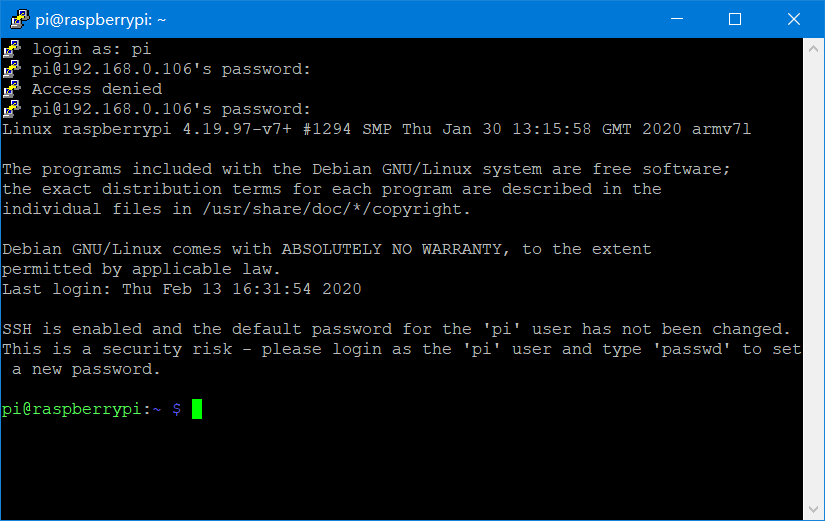 pi@raspberrypi: ~
login as: pi
pi@192.168.0.106's password:
Access denied
pi@192.168.0.106's password:
Linux raspberrypi 4.19.97-v7+ #1294 SMP Thu Jan 30 13:15:58 GMT 2020 armv7l
The programs included with the Debian GNU/Linux system are free software;
the exact distribution terms for each program are described in the
individual files in /usr/share/doc/*/copyright.
Debian GNU/Linux comes with ABSOLUTELY NO WARRANTY, to the extent
permitted by applicable law.
Last login: Thu Feb 13 16:31:54 2020
SSH is enabled and the default password for the 'pi' user has not been changed.
This is a security risk - please login as the 'pi' user and type 'passwd' to set
a new password.
pi@raspberrypi:~ $